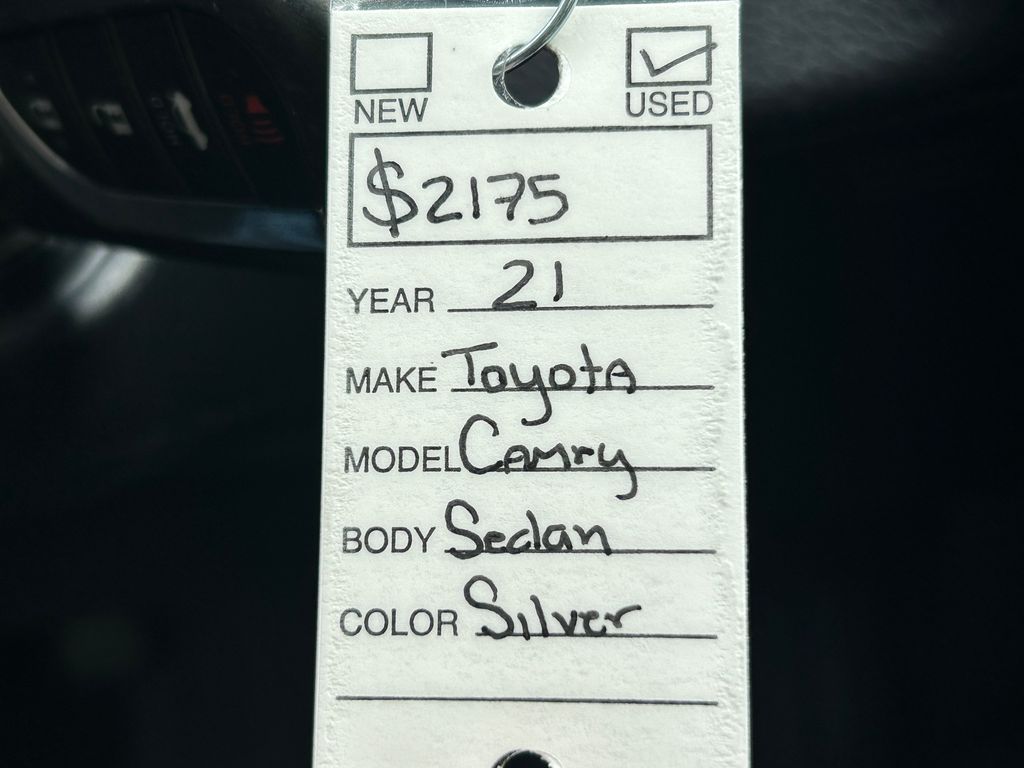 NEW USED
$2175
YEAR 21
MAKE Toyota
MODEL Camry
BODY Sedan
COLOR Silver